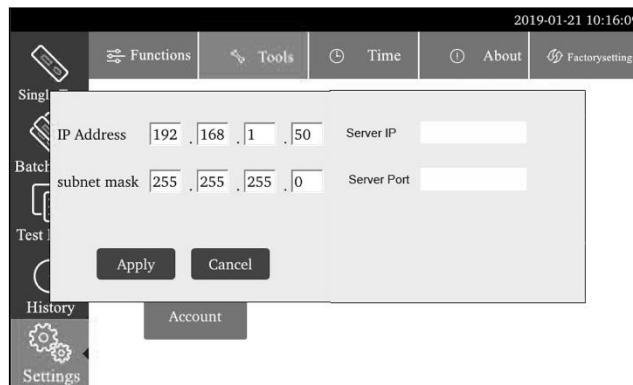 2019-01-21 10:16:09
Functions
Tools
Time
About
Factorysetting
Singl
IP Address 192 . 168 . 1 . 50
Server IP
Batch
subnet mask 255 . 255 . 255 . 0
Server Port
Test
Apply
Cancel
History
Account
Settings